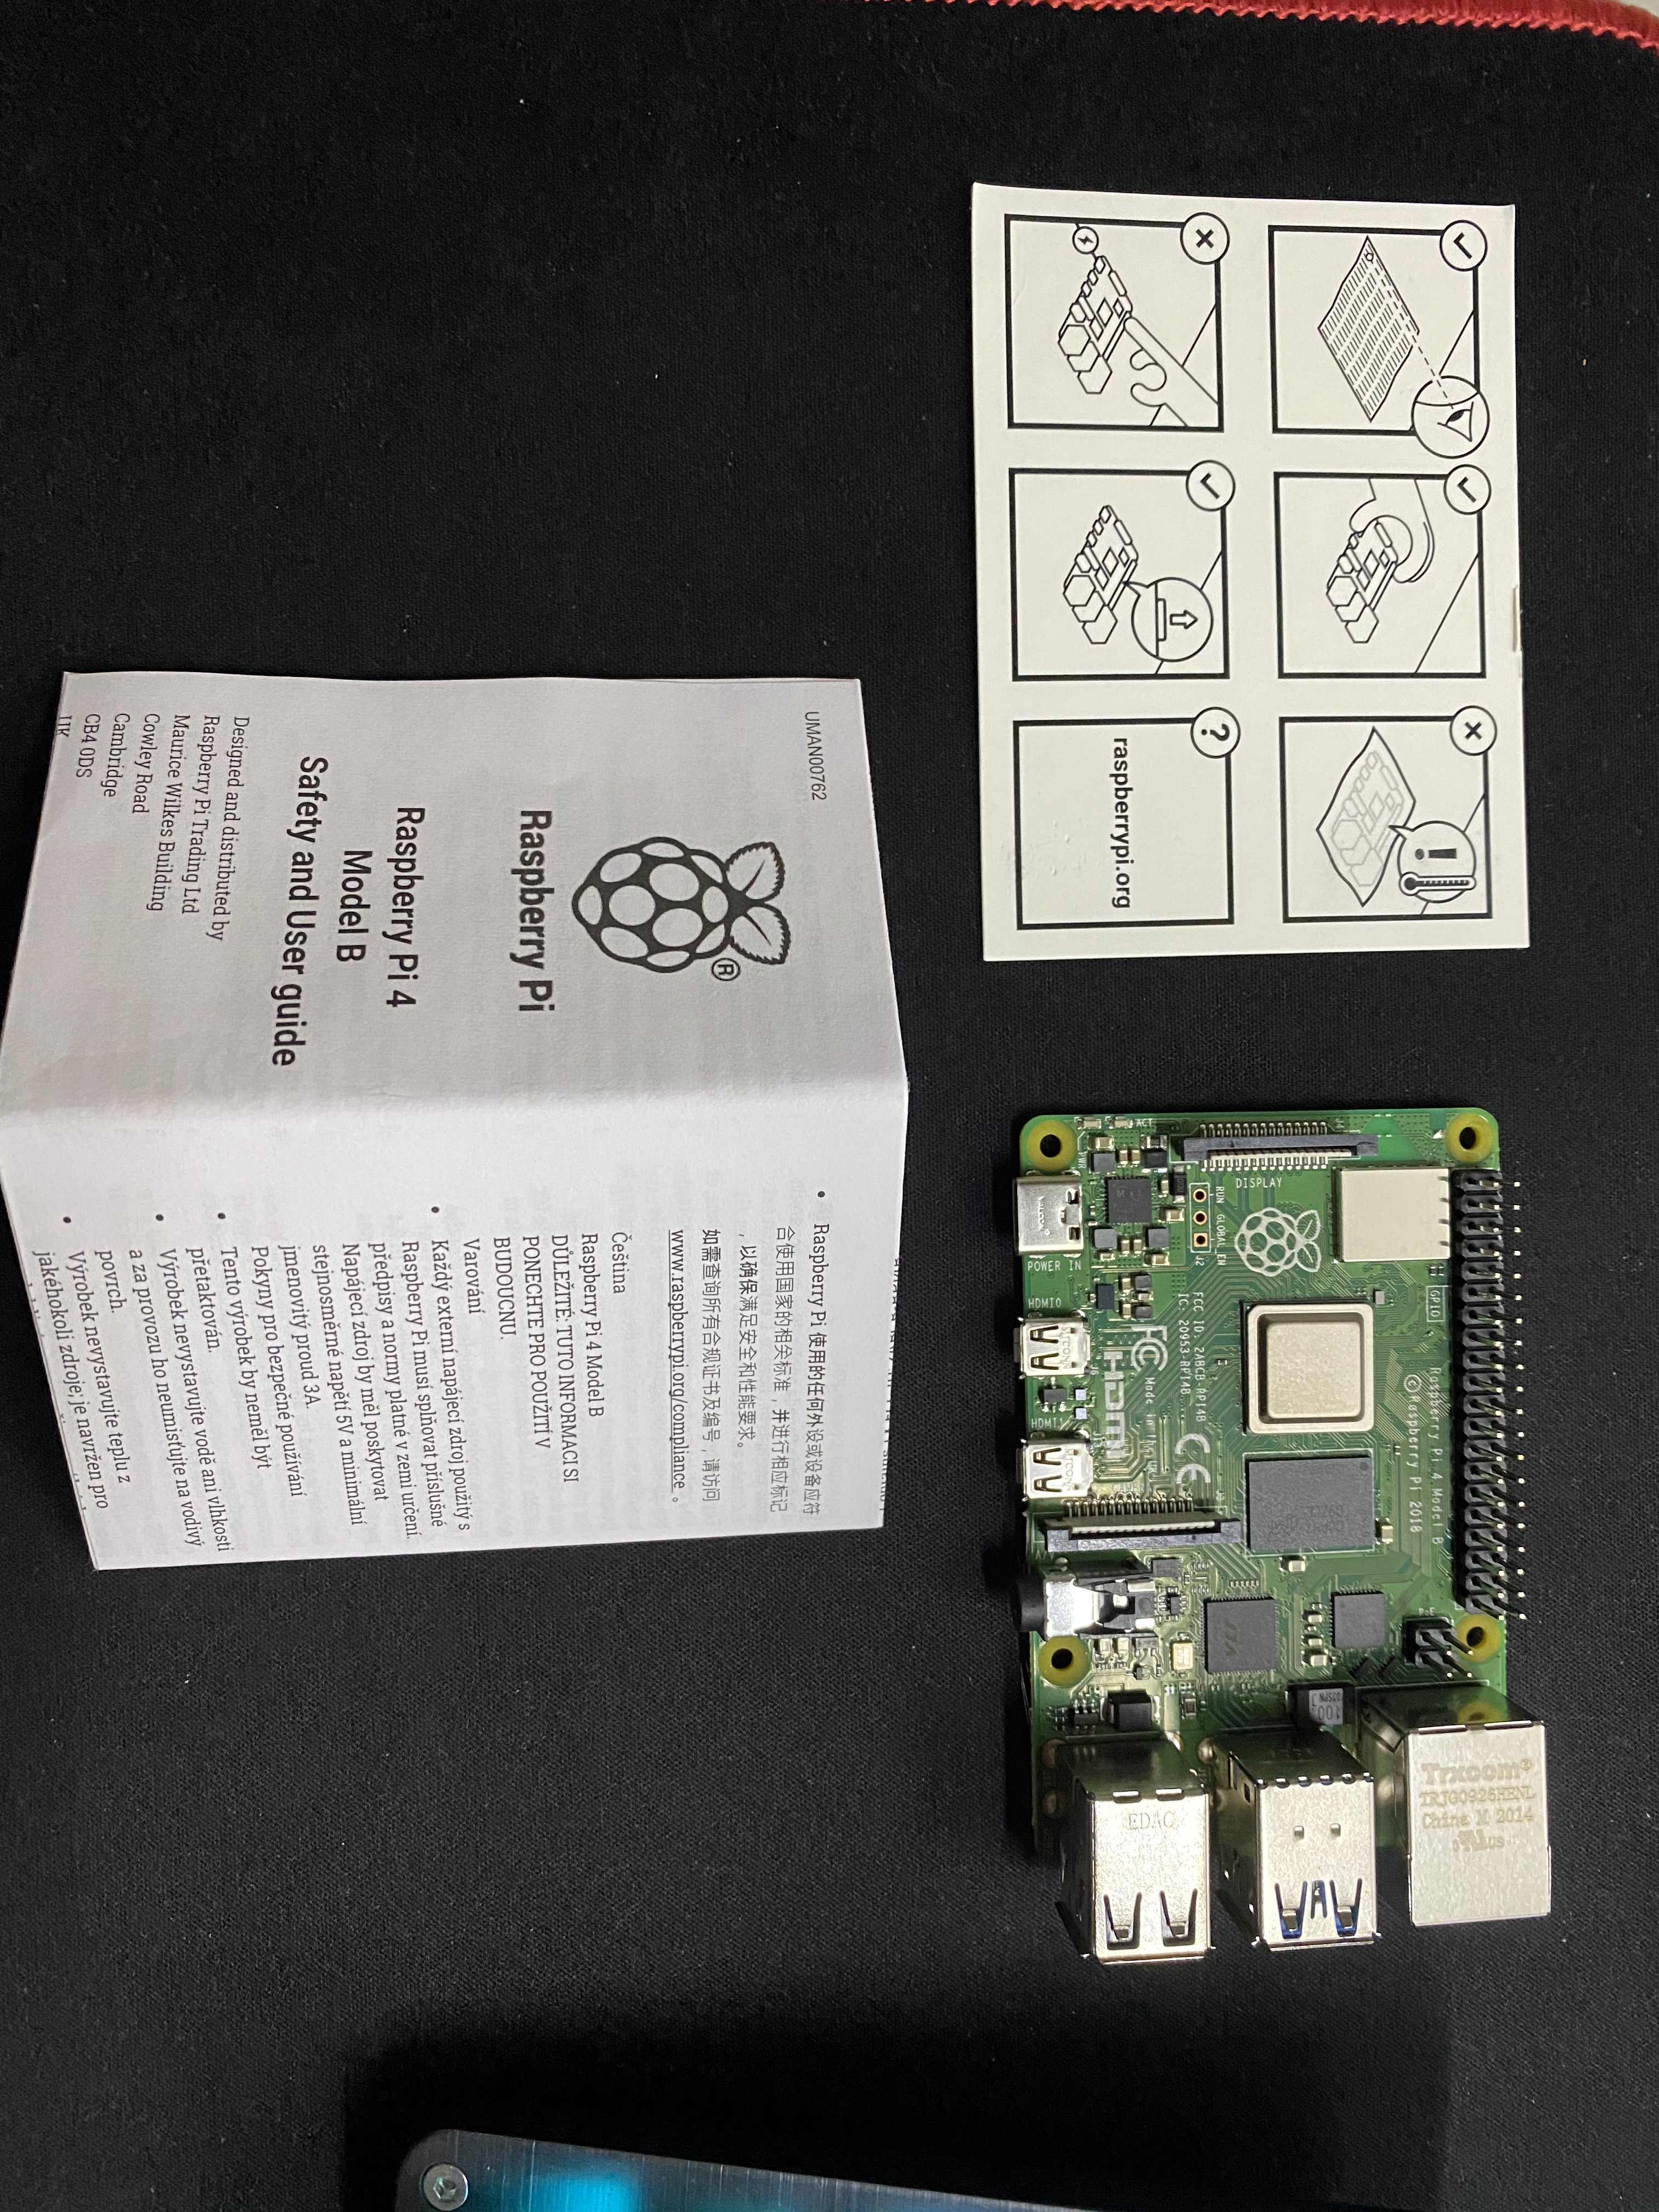 raspberrypi.org
UMAN00762
Raspberry Pi
Raspberry Pi 4
Model B
Safety and User guide
Designed and distributed by
Raspberry Pi Trading Ltd
Maurice Wilkes Building
Cowley Road
Cambridge
CB4 0DS
UK
• Raspberry Pi 使用的任何外设或设备应符
合使用国家的相关标准，并进行相应标记
，以确保满足安全和性能要求。
如需查询所有合规证书及编号，请访问
www.raspberrypi.org/compliance 。
Čeština
Raspberry Pi 4 Model B
DŮLEŽITÉ: TUTO INFORMACI SI
PONECHTE PRO POUŽITÍ V
BUDOUCNU.
Varování
• Každý externí napájecí zdroj použitý s
Raspberry Pi musí splňovat příslušné
předpisy a normy platné v zemi určení.
Napájecí zdroj by měl poskytovat
stejnosměrné napětí 5V a minimální
jmenovitý proud 3A.
Pokyny pro bezpečné používání
• Tento výrobek by neměl být
přetaktován.
• Výrobek nevystavujte vodě ani vlhkosti
a za provozu ho neumisťujte na vodivý
povrch.
• Výrobek nevystavujte teplu z
jakéhokoli zdroje; je navržen pro
Raspberry Pi 4 Model B
© Raspberry Pi 2018
GPIO
DISPLAY
RUN GLOBAL_EN
J2
ACT
POWER IN
HDMI0
HDMI1
FCC ID: 2ABCB-RPI4B
IC: 20953-RPI4B
FC
CE
HDMI
Made in
Trxcom®
TRJG0926HENL
China M 2014
EDAC